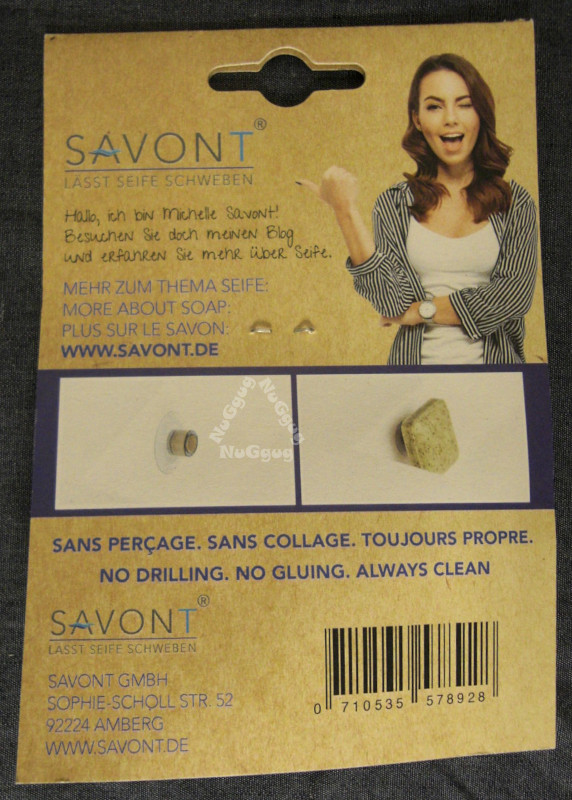 SAVONT®
LÄSST SEIFE SCHWEBEN
Hallo, ich bin Michelle Savont!
Besuchen Sie doch meinen Blog
und erfahren Sie mehr über Seife.
MEHR ZUM THEMA SEIFE:
MORE ABOUT SOAP:
PLUS SUR LE SAVON:
WWW.SAVONT.DE
NuGgug NuGgug
NuGgug
SANS PERÇAGE. SANS COLLAGE. TOUJOURS PROPRE.
NO DRILLING. NO GLUING. ALWAYS CLEAN
SAVONT®
LÄSST SEIFE SCHWEBEN
SAVONT GMBH
SOPHIE-SCHOLL STR. 52
92224 AMBERG
WWW.SAVONT.DE
0 710535 578928